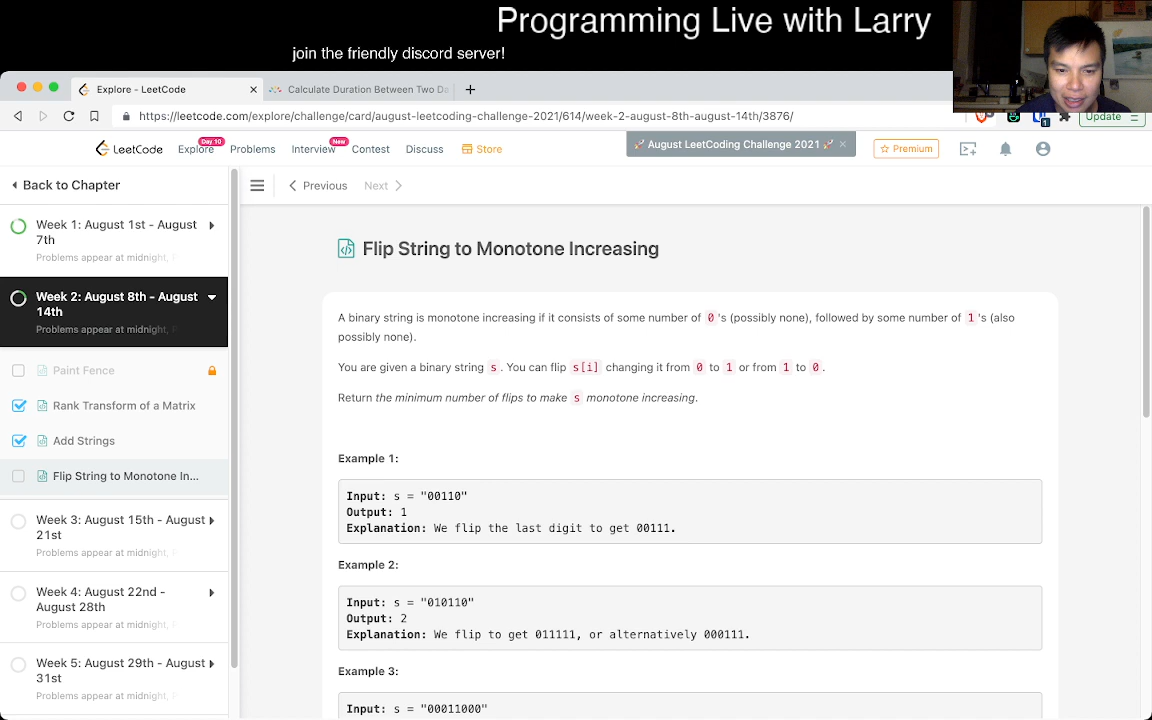 Programming Live with Larry
join the friendly discord server!
Explore - LeetCode
Calculate Duration Between Two Da
https://leetcode.com/explore/challenge/card/august-leetcoding-challenge-2021/614/week-2-august-8th-august-14th/3876/
Update
LeetCode
Explore
Day 10
Problems
Interview
New
Contest
Discuss
Store
🚀 August LeetCoding Challenge 2021 🚀
Premium
Back to Chapter
Previous
Next
Week 1: August 1st - August
7th
Problems appear at midnight,
Week 2: August 8th - August
14th
Problems appear at midnight,
Paint Fence
Rank Transform of a Matrix
Add Strings
Flip String to Monotone In...
Week 3: August 15th - August
21st
Problems appear at midnight,
Week 4: August 22nd -
August 28th
Problems appear at midnight,
Week 5: August 29th - August
31st
Problems appear at midnight,
Flip String to Monotone Increasing
A binary string is monotone increasing if it consists of some number of 0's (possibly none), followed by some number of 1's (also
possibly none).
You are given a binary string s. You can flip s[i] changing it from 0 to 1 or from 1 to 0.
Return the minimum number of flips to make s monotone increasing.
Example 1:
Input: s = "00110"
Output: 1
Explanation: We flip the last digit to get 00111.
Example 2:
Input: s = "010110"
Output: 2
Explanation: We flip to get 011111, or alternatively 000111.
Example 3:
Input: s = "00011000"